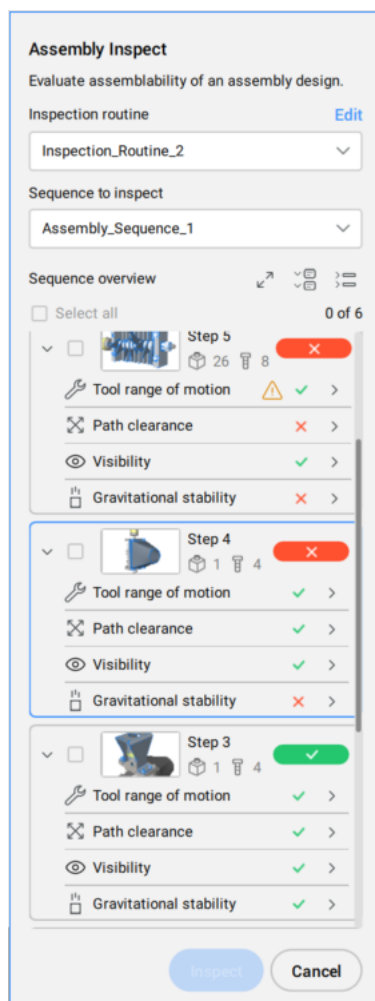 Assembly Inspect
Evaluate assemblability of an assembly design.
Inspection routine Edit
Inspection_Routine_2
Sequence to inspect
Assembly_Sequence_1
Sequence overview
Select all 0 of 6
Step 5
26 8
Tool range of motion
Path clearance
Visibility
Gravitational stability
Step 4
1 4
Tool range of motion
Path clearance
Visibility
Gravitational stability
Step 3
1 4
Tool range of motion
Path clearance
Visibility
Gravitational stability
Inspect Cancel